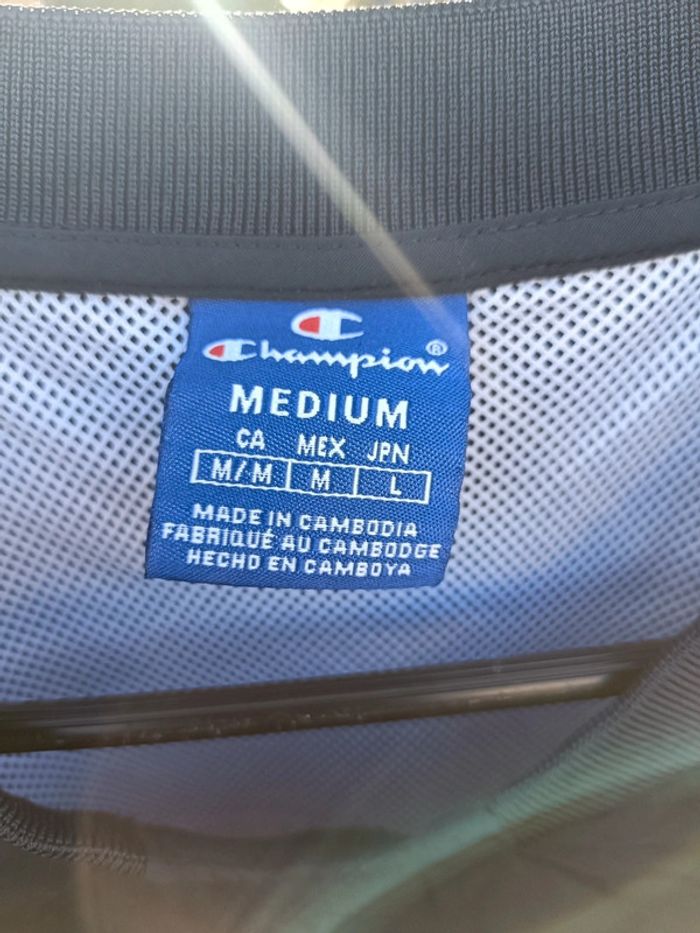 Champion®
MEDIUM
CA MEX JPN
M/M M L
MADE IN CAMBODIA
FABRIQUÉ AU CAMBODGE
HECHO EN CAMBOYA